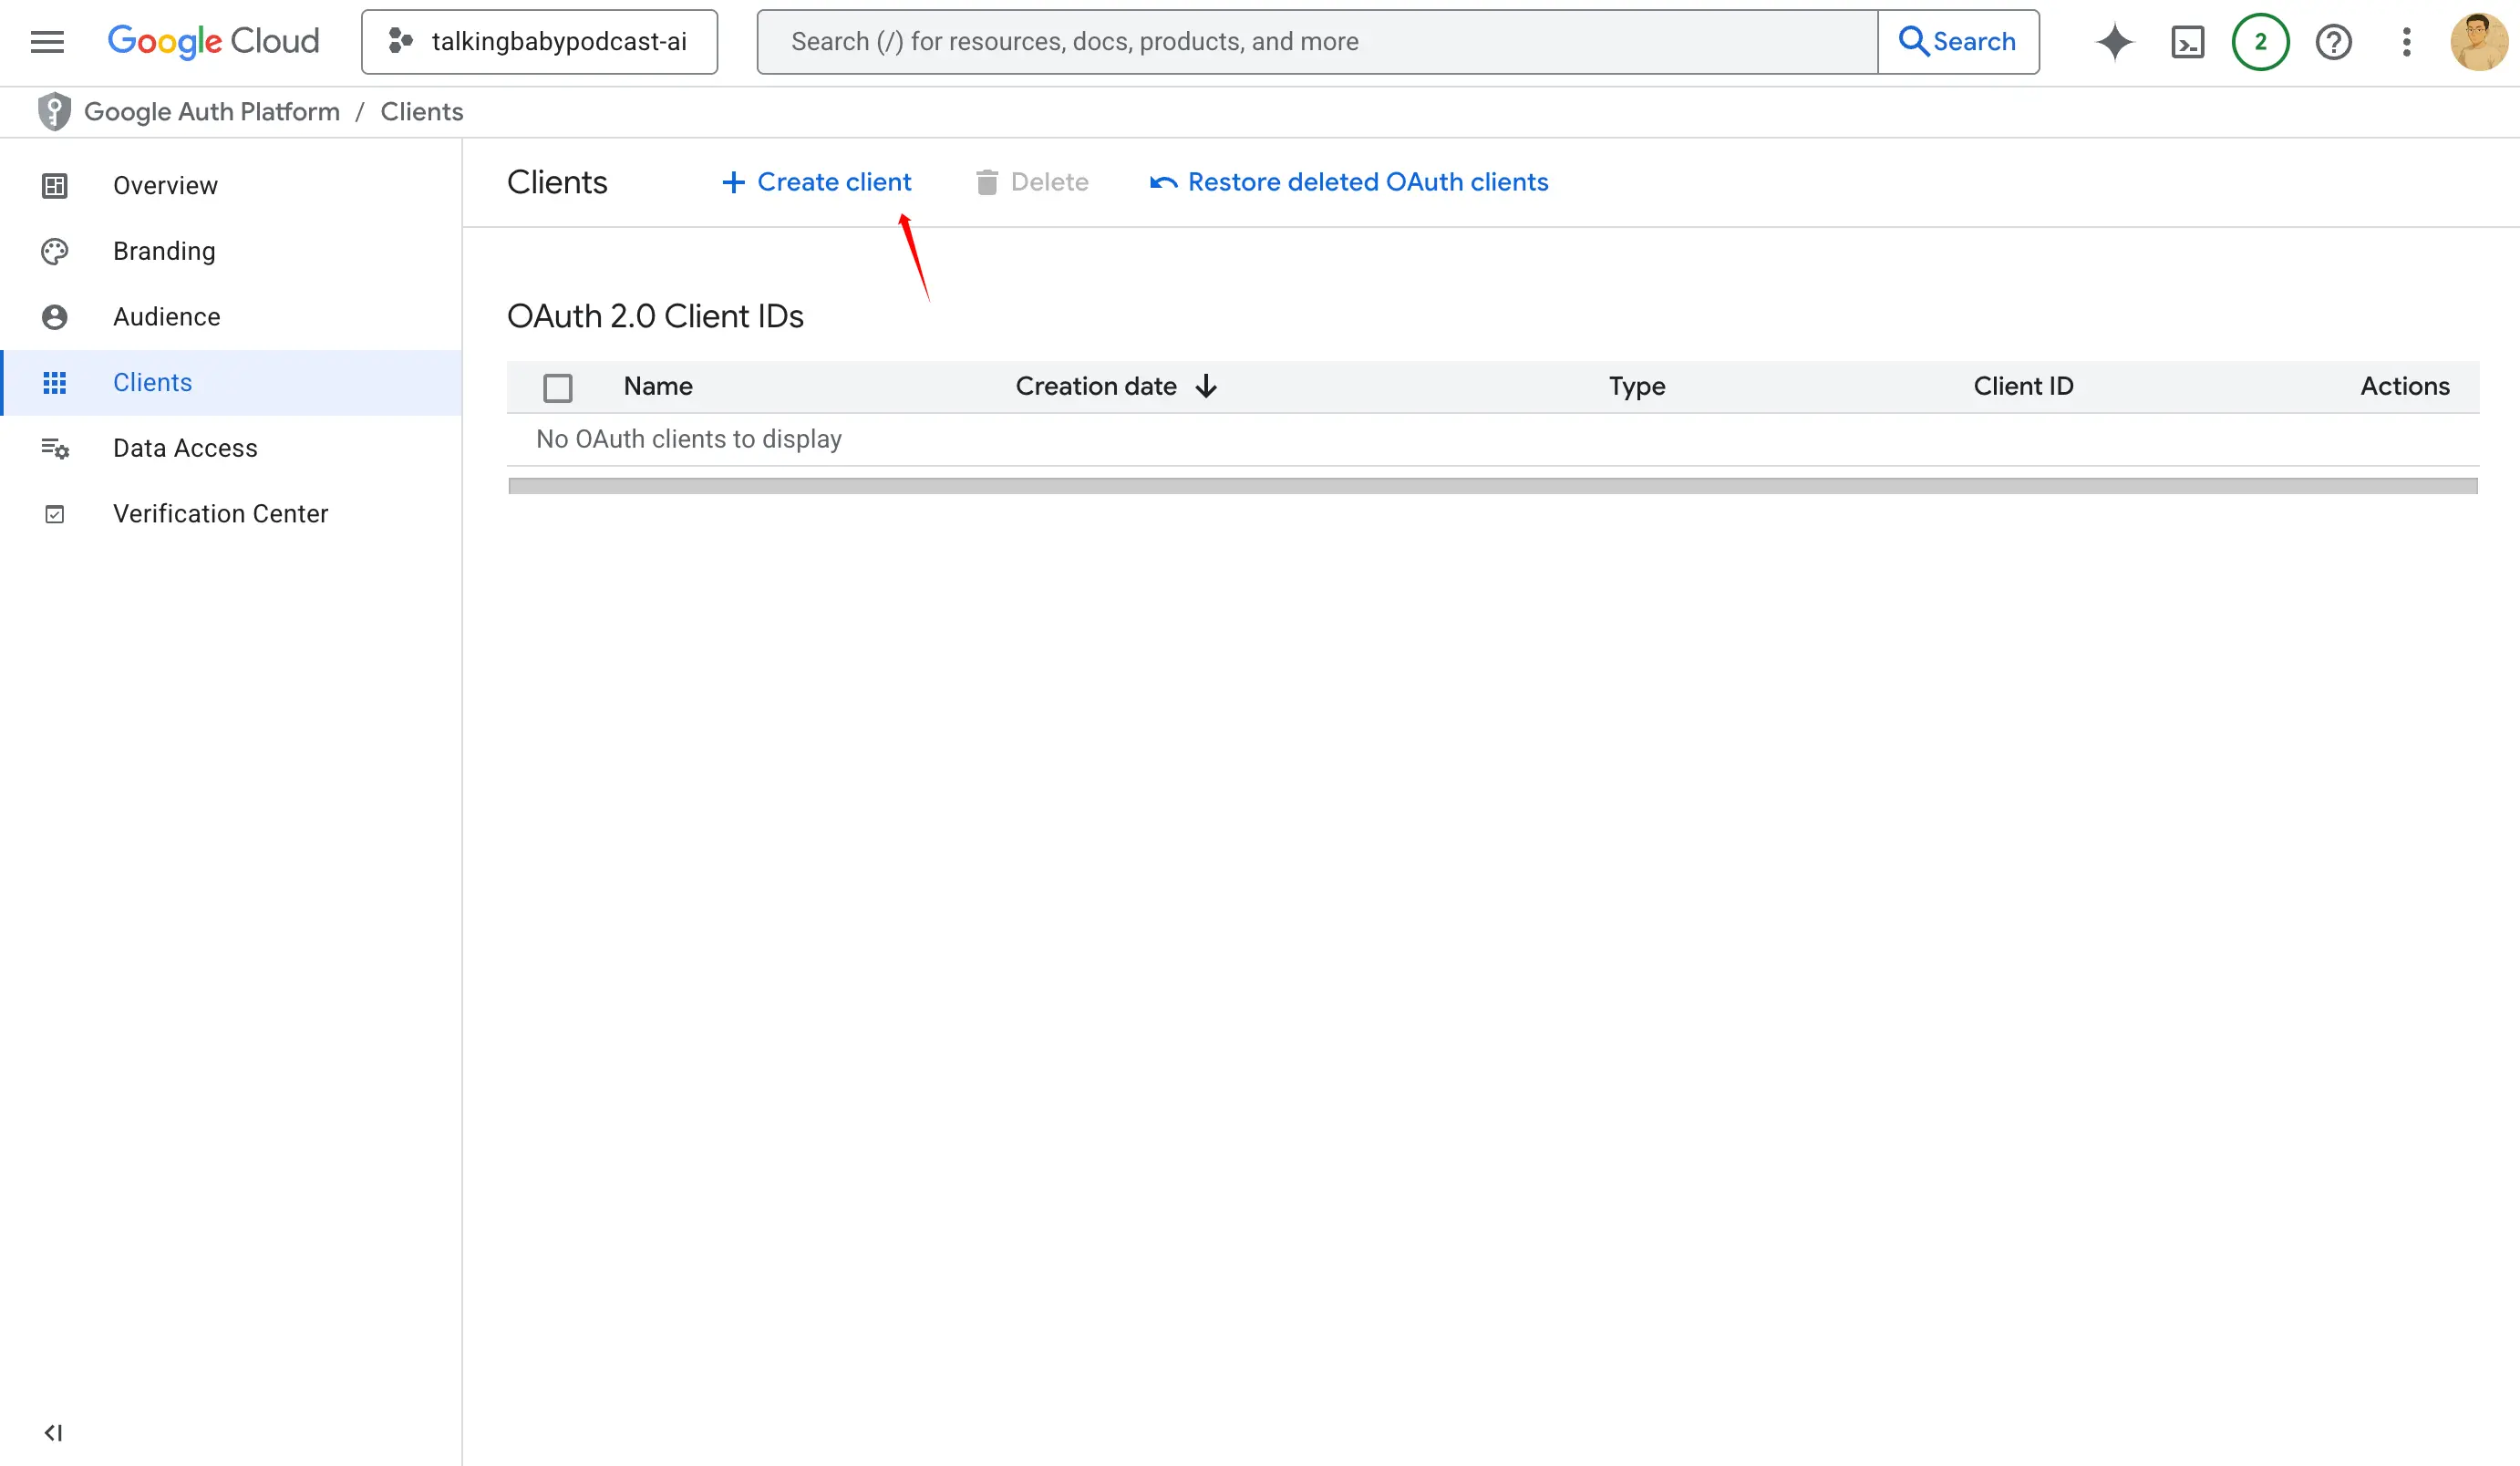 Google Cloud
talkingbabypodcast-ai
Search (/) for resources, docs, products, and more
Search
2
Google Auth Platform / Clients
Overview
Branding
Audience
Clients
Data Access
Verification Center
Clients
Create client
Delete
Restore deleted OAuth clients
OAuth 2.0 Client IDs
Name Creation date Type Client ID Actions
No OAuth clients to display